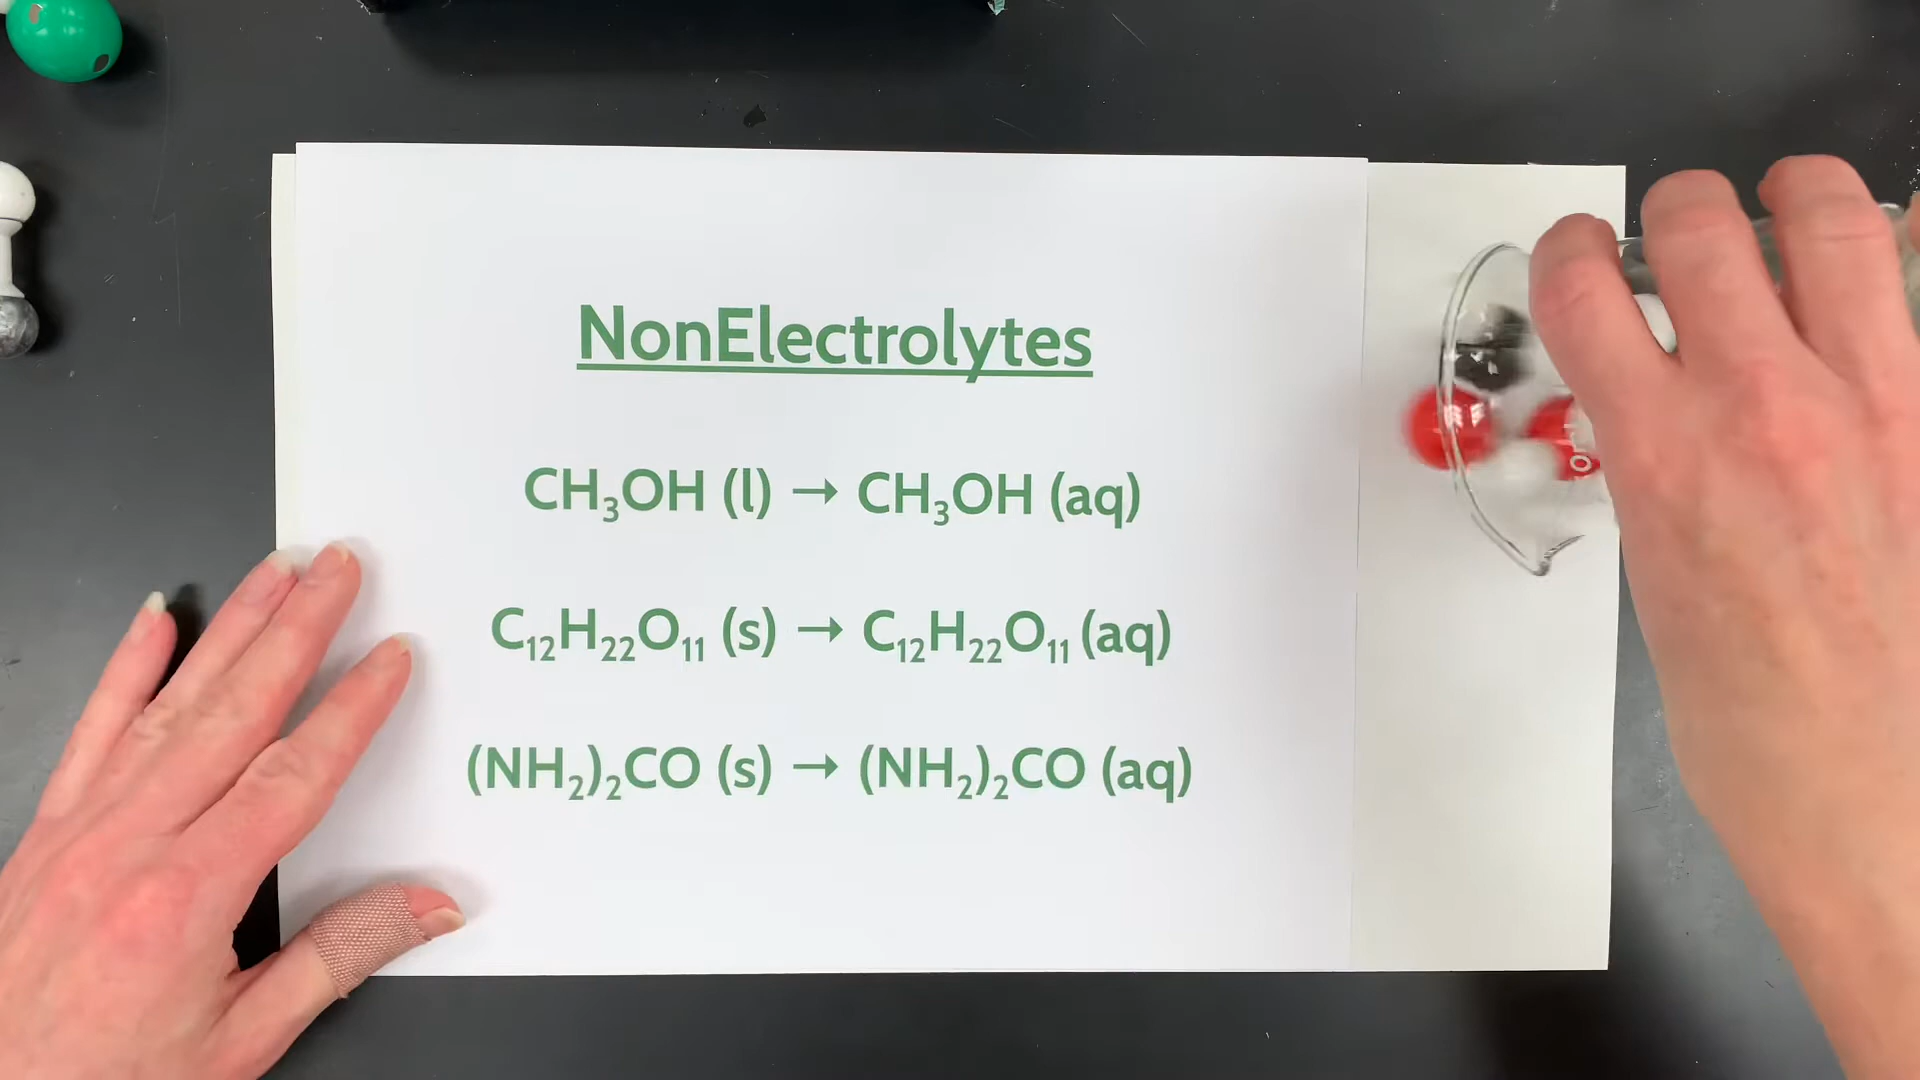 NonElectrolytes
CH₃OH (l) → CH₃OH (aq)
C₁₂H₂₂O₁₁ (s) → C₁₂H₂₂O₁₁ (aq)
(NH₂)₂CO (s) → (NH₂)₂CO (aq)